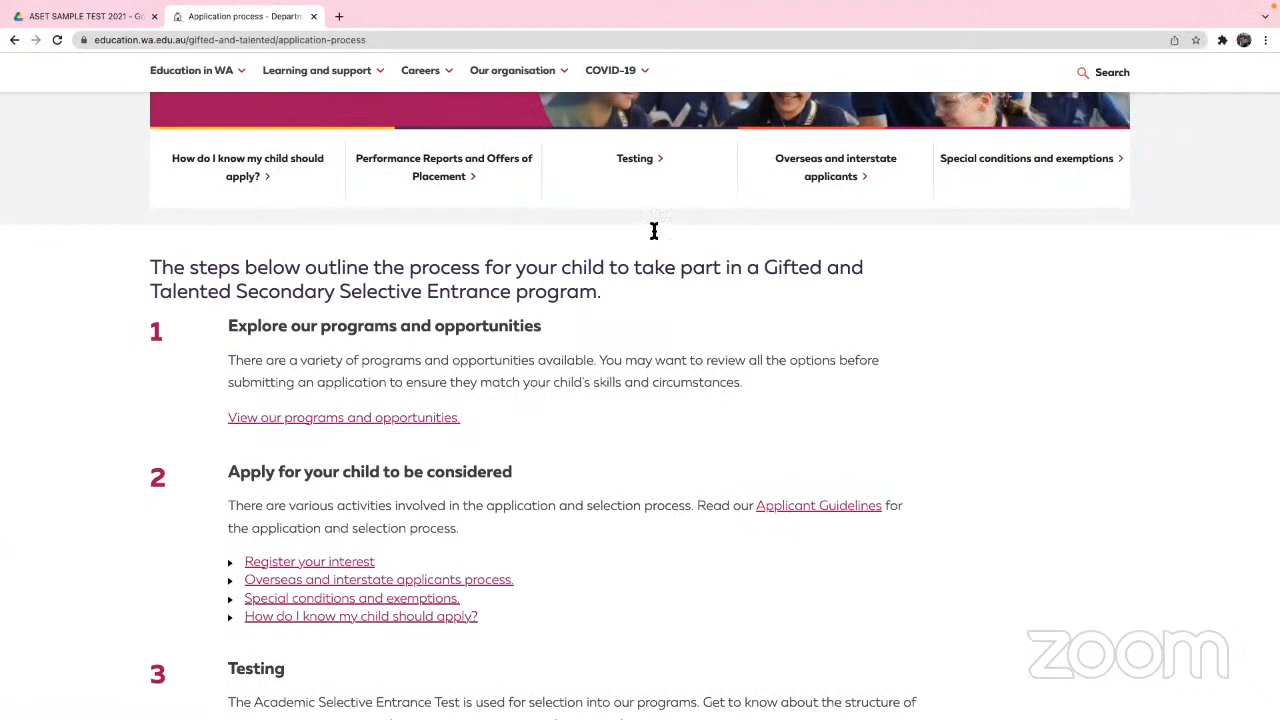 ASET SAMPLE TEST 2021 - Go
Application process - Departm
education.wa.edu.au/gifted-and-talented/application-process
Education in WA
Learning and support
Careers
Our organisation
COVID-19
Search
How do I know my child should
apply?
Performance Reports and Offers of
Placement
Testing
Overseas and interstate
applicants
Special conditions and exemptions
The steps below outline the process for your child to take part in a Gifted and
Talented Secondary Selective Entrance program.
1
Explore our programs and opportunities
There are a variety of programs and opportunities available. You may want to review all the options before
submitting an application to ensure they match your child's skills and circumstances.
View our programs and opportunities.
2
Apply for your child to be considered
There are various activities involved in the application and selection process. Read our Applicant Guidelines for
the application and selection process.
Register your interest
Overseas and interstate applicants process.
Special conditions and exemptions.
How do I know my child should apply?
3
Testing
The Academic Selective Entrance Test is used for selection into our programs. Get to know about the structure of
zoom